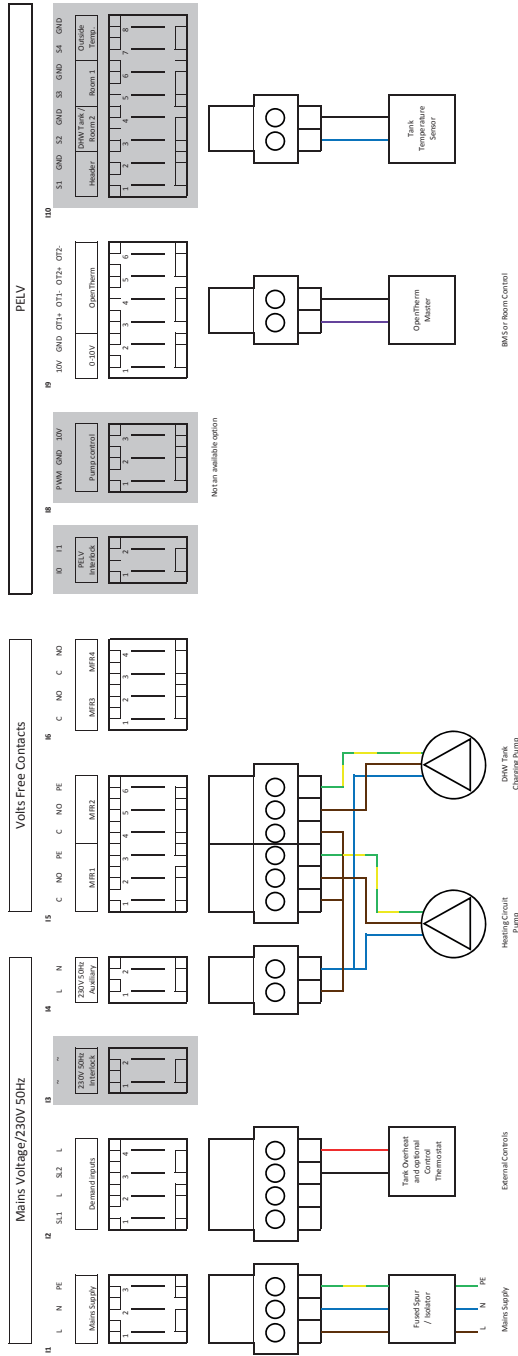 Mains Voltage/230V 50Hz
Volts Free Contacts
PELV
I1
L N PE
Mains Supply
1 2 3
I2
SL1 L SL2 L
Demand inputs
1 2 3 4
I3
~ ~
230V 50Hz
Interlock
1 2
I4
L N
230V 50Hz
Auxiliary
1 2
I5
C NO PE C NO PE
MFR1 MFR2
1 2 3 4 5 6
I6
C NO C NO
MFR3 MFR4
1 2 3 4
I0 I1
PELV
Interlock
1 2
I8
PWM GND 10V
Pump control
1 2 3
Not an available option
I9
10V GND OT1+ OT1- OT2+ OT2-
0-10V OpenTherm
1 2 3 4 5 6
I10
S1 GND S2 GND S3 GND S4 GND
Header
DHW Tank /
Room 2
Room 1
Outside
Temp.
1 2 3 4 5 6 7 8
Fused Spur
/ Isolator
L N PE
Mains Supply
Tank Overheat
and optional
Control
Thermostat
External Controls
Heating Circuit
Pump
DHW Tank
Charging Pump
OpenTherm
Master
BMS or Room Control
Tank
Temperature
Sensor